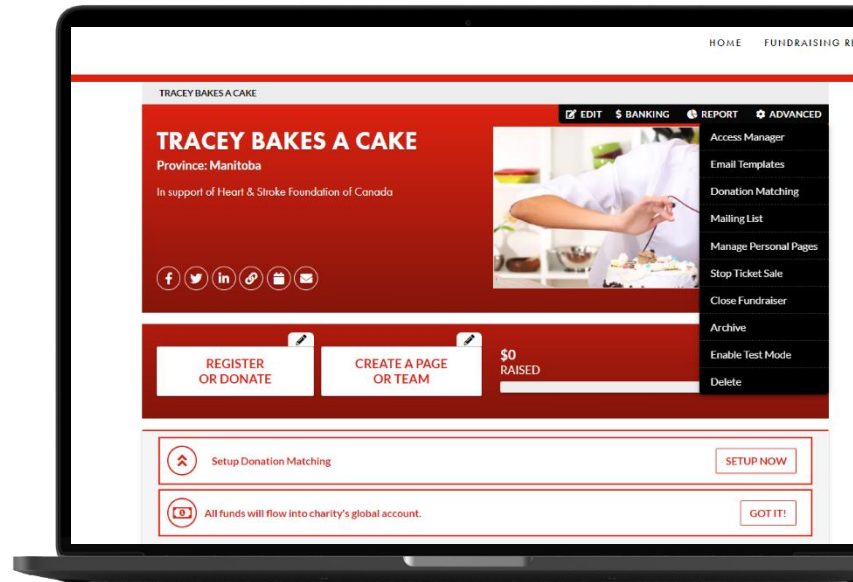 HOME FUNDRAISING
TRACEY BAKES A CAKE
EDIT $ BANKING REPORT ADVANCED
TRACEY BAKES A CAKE
Province: Manitoba
In support of Heart & Stroke Foundation of Canada
Access Manager
Email Templates
Donation Matching
Mailing List
Manage Personal Pages
Stop Ticket Sale
Close Fundraiser
Archive
Enable Test Mode
Delete
REGISTER
OR DONATE
CREATE A PAGE
OR TEAM
$0
RAISED
Setup Donation Matching
SETUP NOW
All funds will flow into charity's global account.
GOT IT!